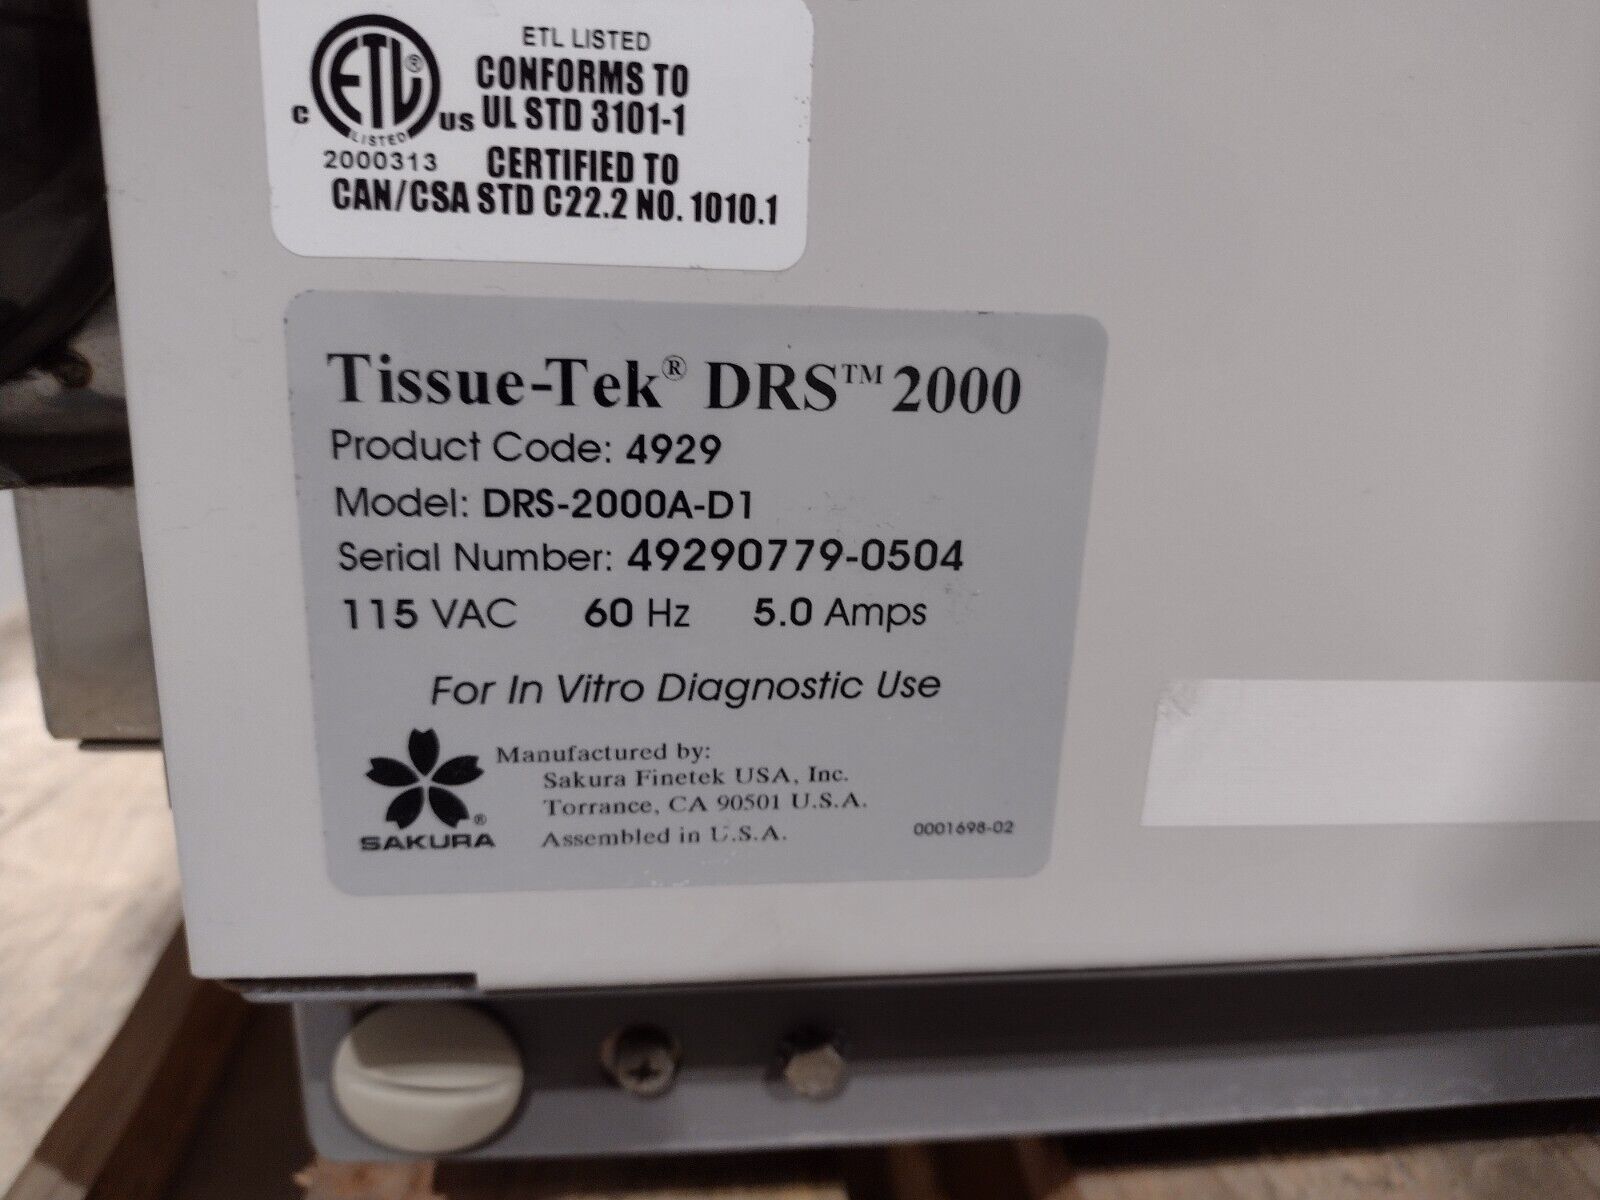 ETL LISTED
CONFORMS TO
UL STD 3101-1
C ETL® US
LISTED
2000313
CERTIFIED TO
CAN/CSA STD C22.2 NO. 1010.1
Tissue-Tek® DRS™ 2000
Product Code: 4929
Model: DRS-2000A-D1
Serial Number: 49290779-0504
115 VAC 60 Hz 5.0 Amps
For In Vitro Diagnostic Use
Manufactured by:
Sakura Finetek USA, Inc.
Torrance, CA 90501 U.S.A.
Assembled in U.S.A.
SAKURA®
0001698-02